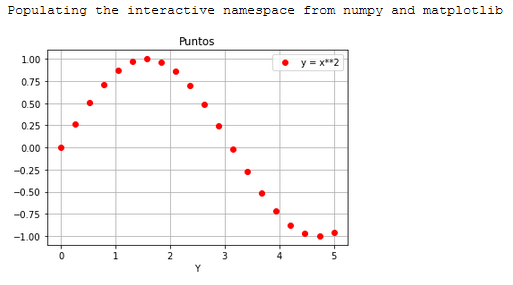 Populating the interactive namespace from numpy and matplotlib
Puntos
y = x**2
1.00
0.75
0.50
0.25
0.00
−0.25
−0.50
−0.75
−1.00
0 1 2 3 4 5
Y